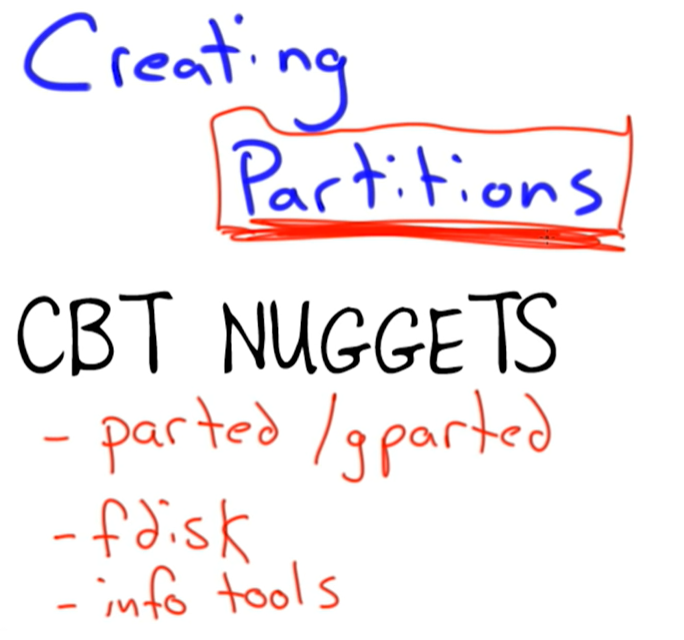 Creating
Partitions
CBT NUGGETS
- parted /gparted
- fdisk
- info tools